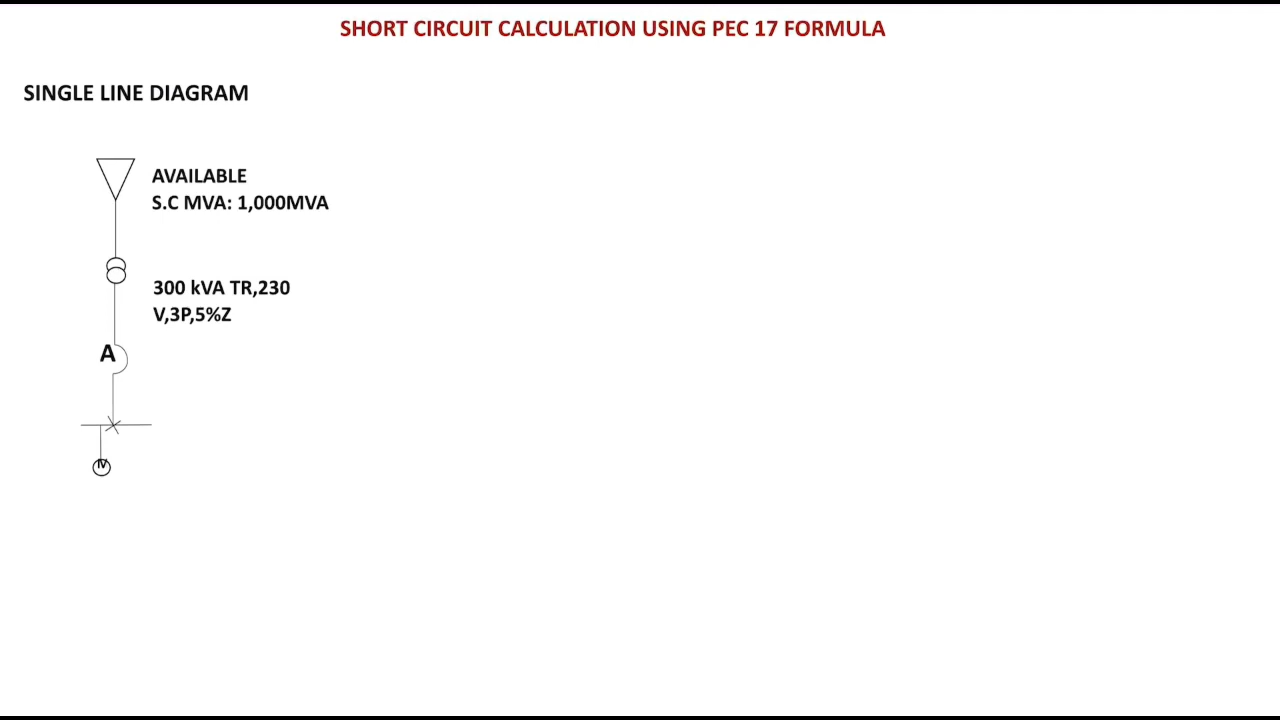 SHORT CIRCUIT CALCULATION USING PEC 17 FORMULA
SINGLE LINE DIAGRAM
AVAILABLE
S.C MVA: 1,000MVA
300 kVA TR,230
V,3P,5%Z
A